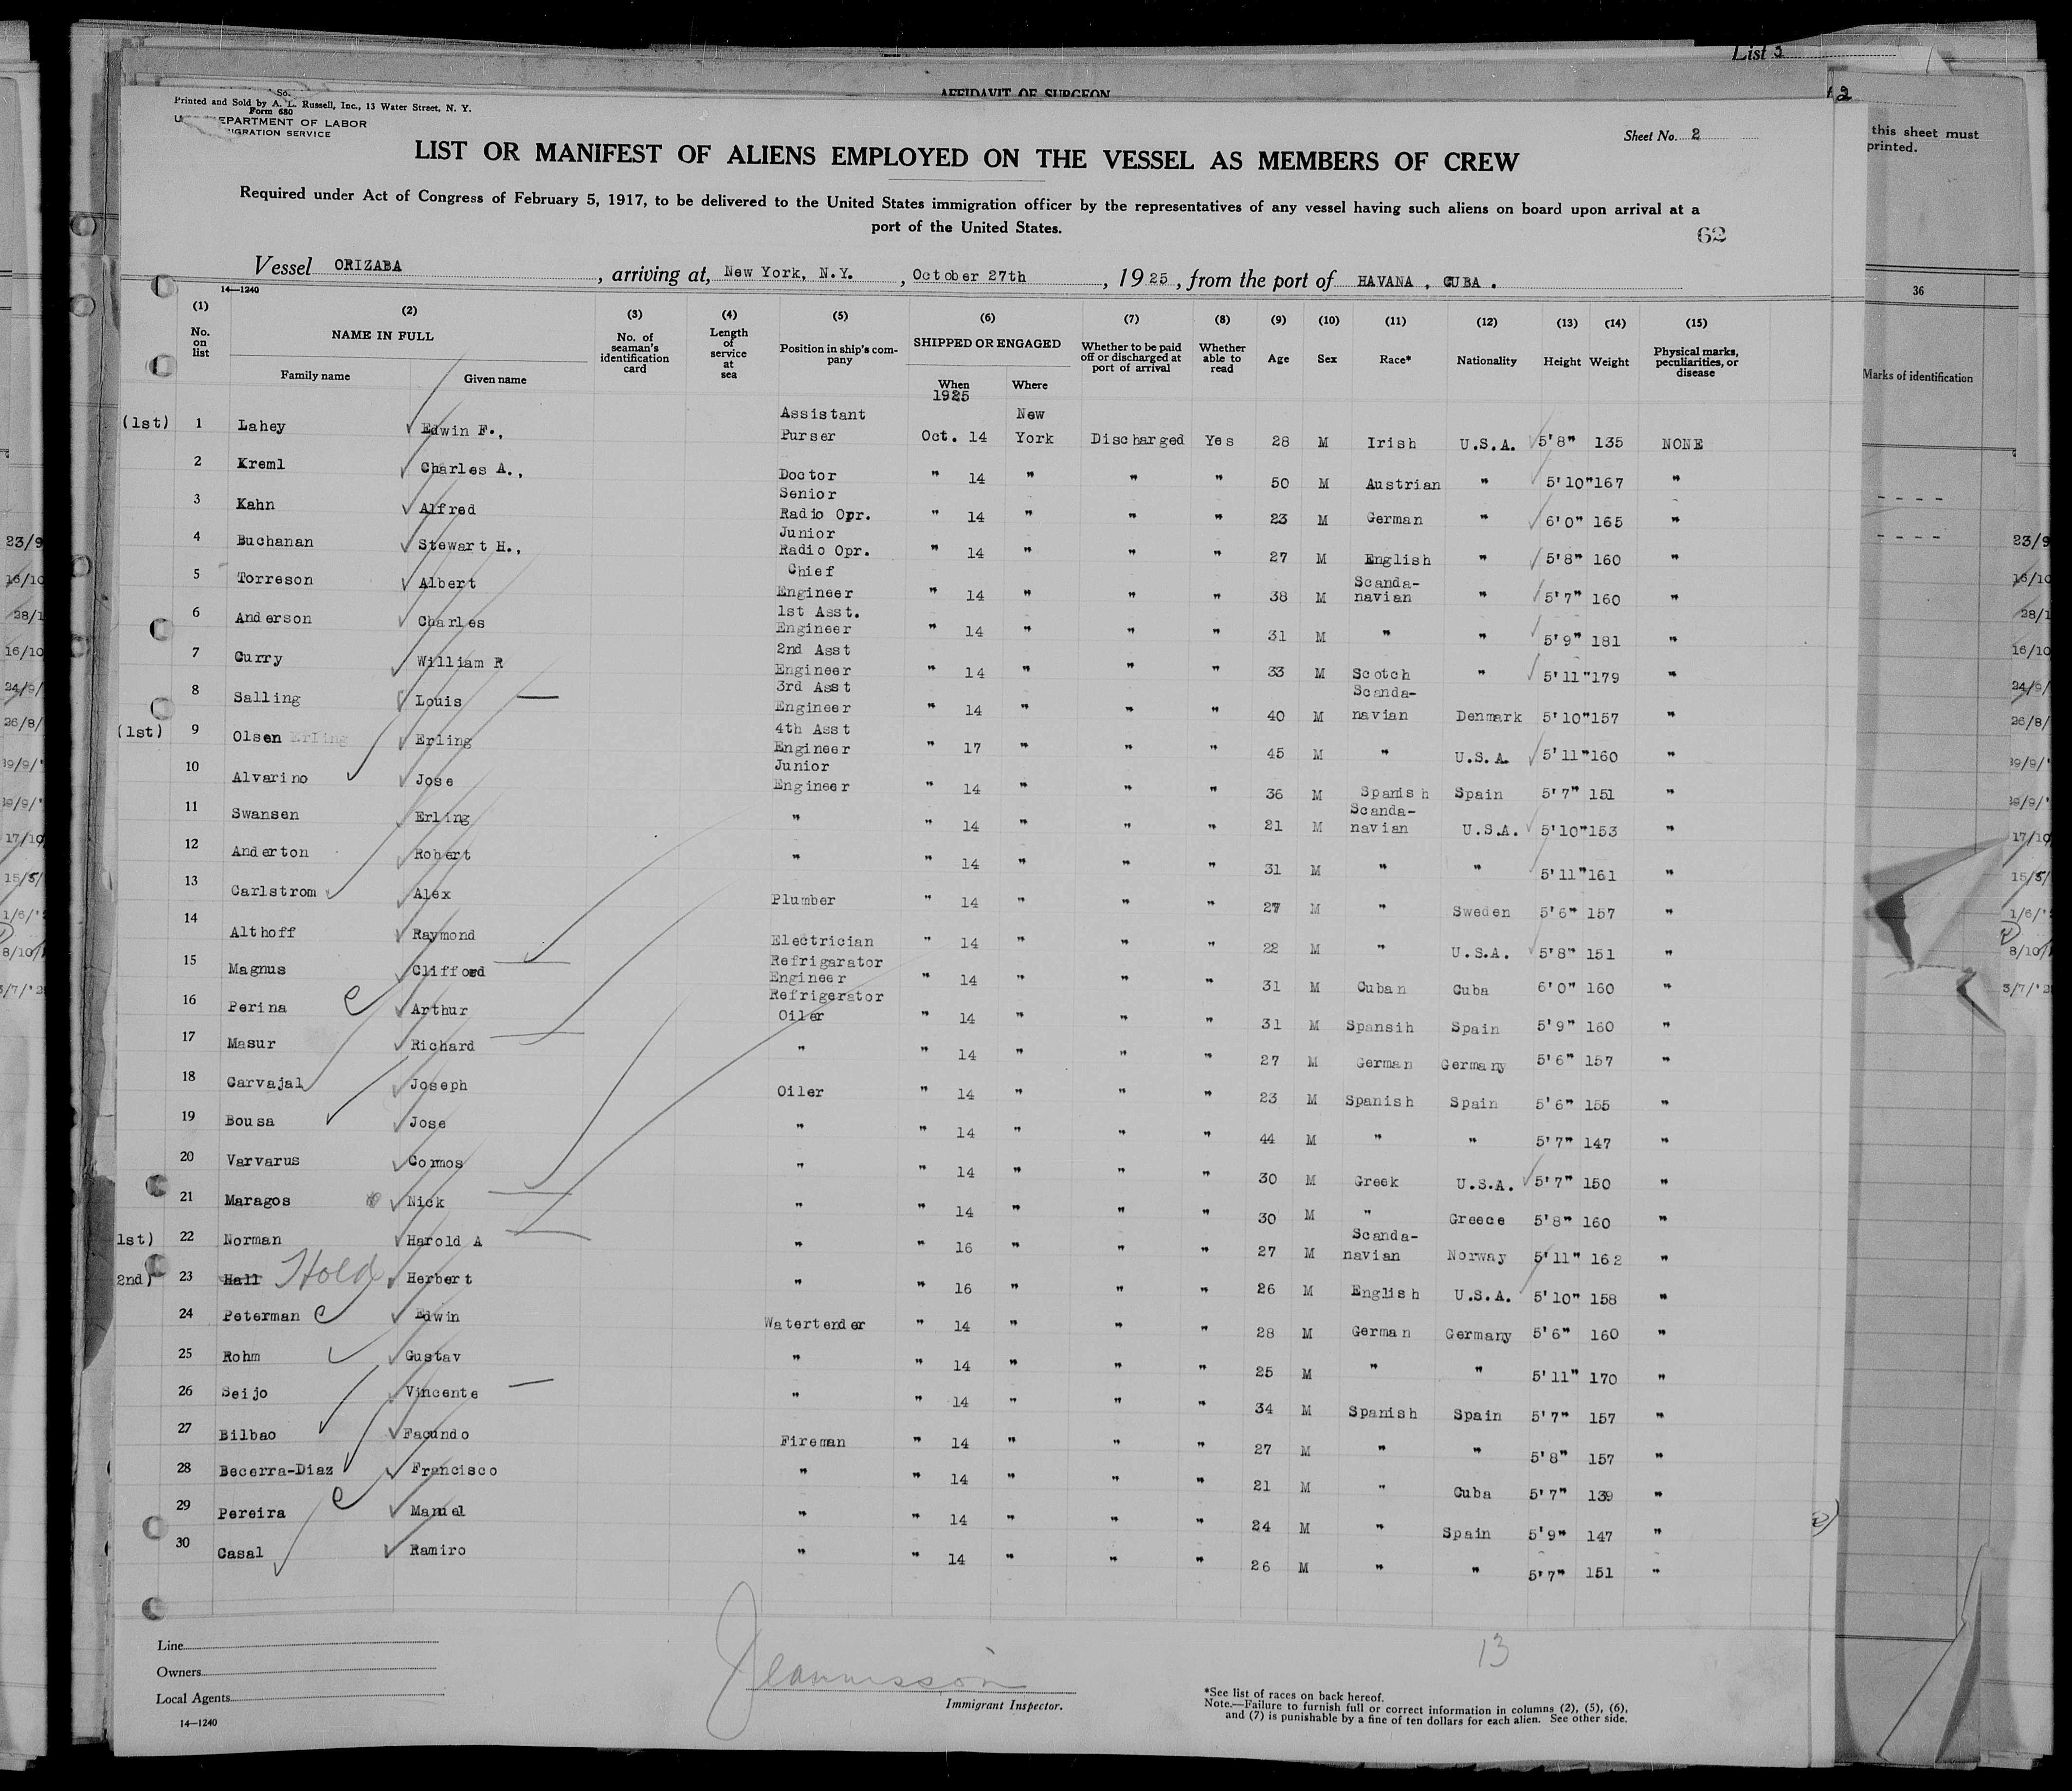 List 3
AFFIDAVIT OF SURGEON
So.
Printed and Sold by A. L. Russell, Inc., 13 Water Street, N. Y.
Form 680
DEPARTMENT OF LABOR
IGRATION SERVICE
Sheet No. 2
this sheet must
printed.
LIST OR MANIFEST OF ALIENS EMPLOYED ON THE VESSEL AS MEMBERS OF CREW
Required under Act of Congress of February 5, 1917, to be delivered to the United States immigration officer by the representatives of any vessel having such aliens on board upon arrival at a
port of the United States.
62
Vessel ORIZABA, arriving at, New York, N.Y., October 27th, 1925, from the port of HAVANA, CUBA.
14—1240
(1) (2) (3) (4) (5) (6) (7) (8) (9) (10) (11) (12) (13) (14) (15)
No. on list NAME IN FULL Family name Given name No. of seaman's identification card Length of service at sea Position in ship's company SHIPPED OR ENGAGED When 1925 Where Whether to be paid off or discharged at port of arrival Whether able to read Age Sex Race* Nationality Height Weight Physical marks, peculiarities, or disease
36
Marks of identification
(1st) 1 Lahey Edwin F., Assistant Purser Oct. 14 New York Discharged Yes 28 M Irish U.S.A. 5'8" 135 NONE
2 Kreml Charles A., Doctor " 14 " " " 50 M Austrian " 5'10" 167 "
3 Kahn Alfred Senior Radio Opr. " 14 " " " 23 M German " 6'0" 165 "
4 Buchanan Stewart H., Junior Radio Opr. " 14 " " " 27 M English " 5'8" 160 "
5 Torreson Albert Chief Engineer " 14 " " " 38 M Scanda-navian " 5'7" 160 "
6 Anderson Charles 1st Asst. Engineer " 14 " " " 31 M " " 5'9" 181 "
7 Curry William R 2nd Asst Engineer " 14 " " " 33 M Scotch " 5'11" 179 "
8 Salling Louis 3rd Asst Engineer " 14 " " " 40 M Scanda-navian Denmark 5'10" 157 "
(1st) 9 Olsen Erling Erling 4th Asst Engineer " 17 " " " 45 M " U.S.A. 5'11" 160 "
10 Alvarino Jose Junior Engineer " 14 " " " 36 M Spanish Spain 5'7" 151 "
11 Swansen Erling " " 14 " " " 21 M Scanda-navian U.S.A. 5'10" 153 "
12 Anderton Robert " " 14 " " " 31 M " " 5'11" 161 "
13 Carlstrom Alex Plumber " 14 " " " 27 M " Sweden 5'6" 157 "
14 Althoff Raymond Electrician " 14 " " " 22 M " U.S.A. 5'8" 151 "
15 Magnus Clifford Refrigarator Engineer " 14 " " " 31 M Cuban Cuba 6'0" 160 "
16 Perina Arthur Refrigerator Oiler " 14 " " " 31 M Spansih Spain 5'9" 160 "
17 Masur Richard " " 14 " " " 27 M German Germany 5'6" 157 "
18 Carvajal Joseph Oiler " 14 " " " 23 M Spanish Spain 5'6" 155 "
19 Bousa Jose " " 14 " " " 44 M " " 5'7" 147 "
20 Varvarus Cormos " " 14 " " " 30 M Greek U.S.A. 5'7" 150 "
21 Maragos Nick " " 14 " " " 30 M " Greece 5'8" 160 "
1st) 22 Norman Harold A " " 16 " " " 27 M Scanda-navian Norway 5'11" 162 "
2nd) 23 Hall Hold Herbert " " 16 " " " 26 M English U.S.A. 5'10" 158 "
24 Peterman Edwin Watertender " 14 " " " 28 M German Germany 5'6" 160 "
25 Rohm Gustav " " 14 " " " 25 M " " 5'11" 170 "
26 Seijo Vincente " " 14 " " " 34 M Spanish Spain 5'7" 157 "
27 Bilbao Facundo Fireman " 14 " " " 27 M " " 5'8" 157 "
28 Becerra-Diaz Francisco " " 14 " " " 21 M " Cuba 5'7" 139 "
29 Pereira Manuel " " 14 " " " 24 M " Spain 5'9" 147 "
30 Casal Ramiro " " 14 " " " 26 M " " 5'7" 151 "
13
Line
Owners
Local Agents
14—1240
Immigrant Inspector.
*See list of races on back hereof.
Note.—Failure to furnish full or correct information in columns (2), (5), (6),
and (7) is punishable by a fine of ten dollars for each alien. See other side.